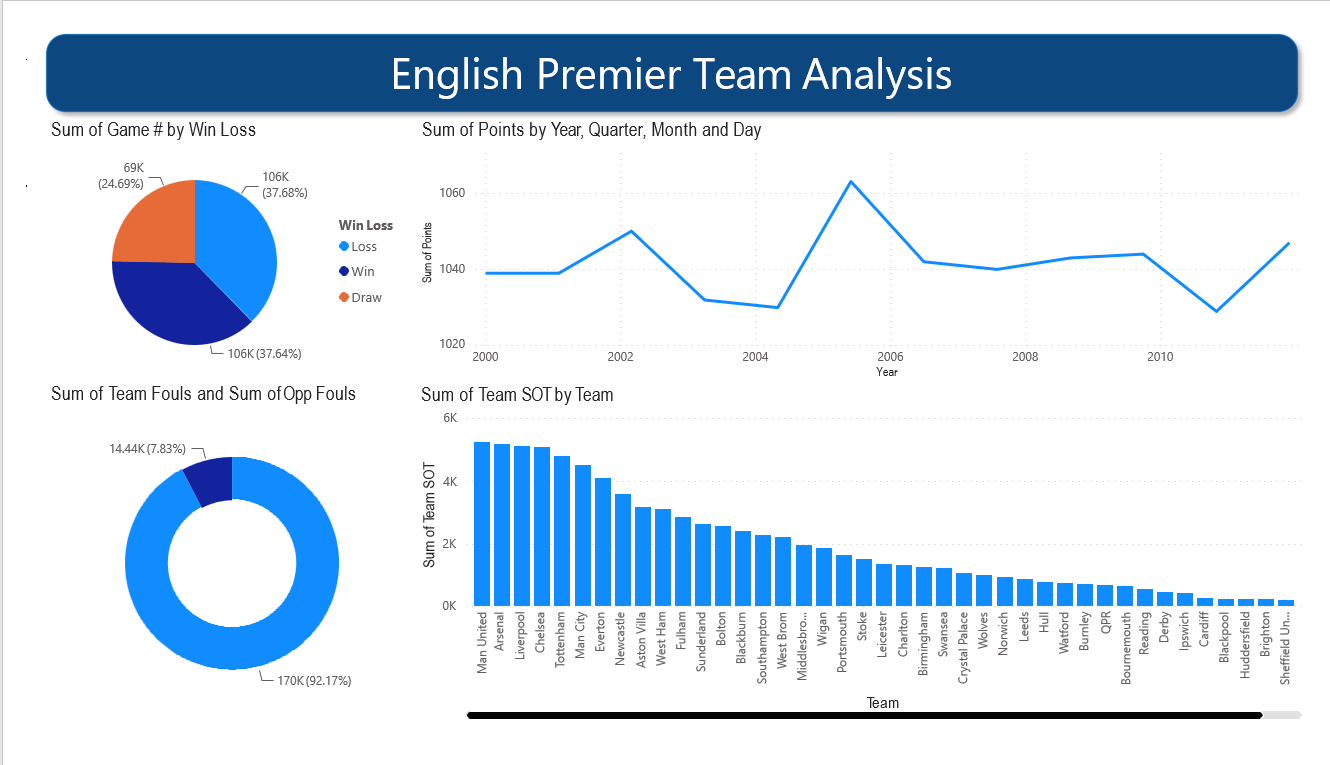 English Premier Team Analysis
Sum of Game # by Win Loss
69K
(24.69%)
106K
(37.68%)
106K (37.64%)
Win Loss
Loss
Win
Draw
Sum of Points by Year, Quarter, Month and Day
Sum of Points
1060
1040
1020
2000 2002 2004 2006 2008 2010
Year
Sum of Team Fouls and Sum of Opp Fouls
14.44K (7.83%)
170K (92.17%)
Sum of Team SOT by Team
Sum of Team SOT
6K
4K
2K
0K
Man United
Arsenal
Liverpool
Chelsea
Tottenham
Man City
Everton
Newcastle
Aston Villa
West Ham
Fulham
Sunderland
Bolton
Blackburn
Southampton
West Brom
Middlesbro...
Wigan
Portsmouth
Stoke
Leicester
Charlton
Birmingham
Swansea
Crystal Palace
Wolves
Norwich
Leeds
Hull
Watford
Burnley
QPR
Bournemouth
Reading
Derby
Ipswich
Cardiff
Blackpool
Huddersfield
Brighton
Sheffield Un...
Team